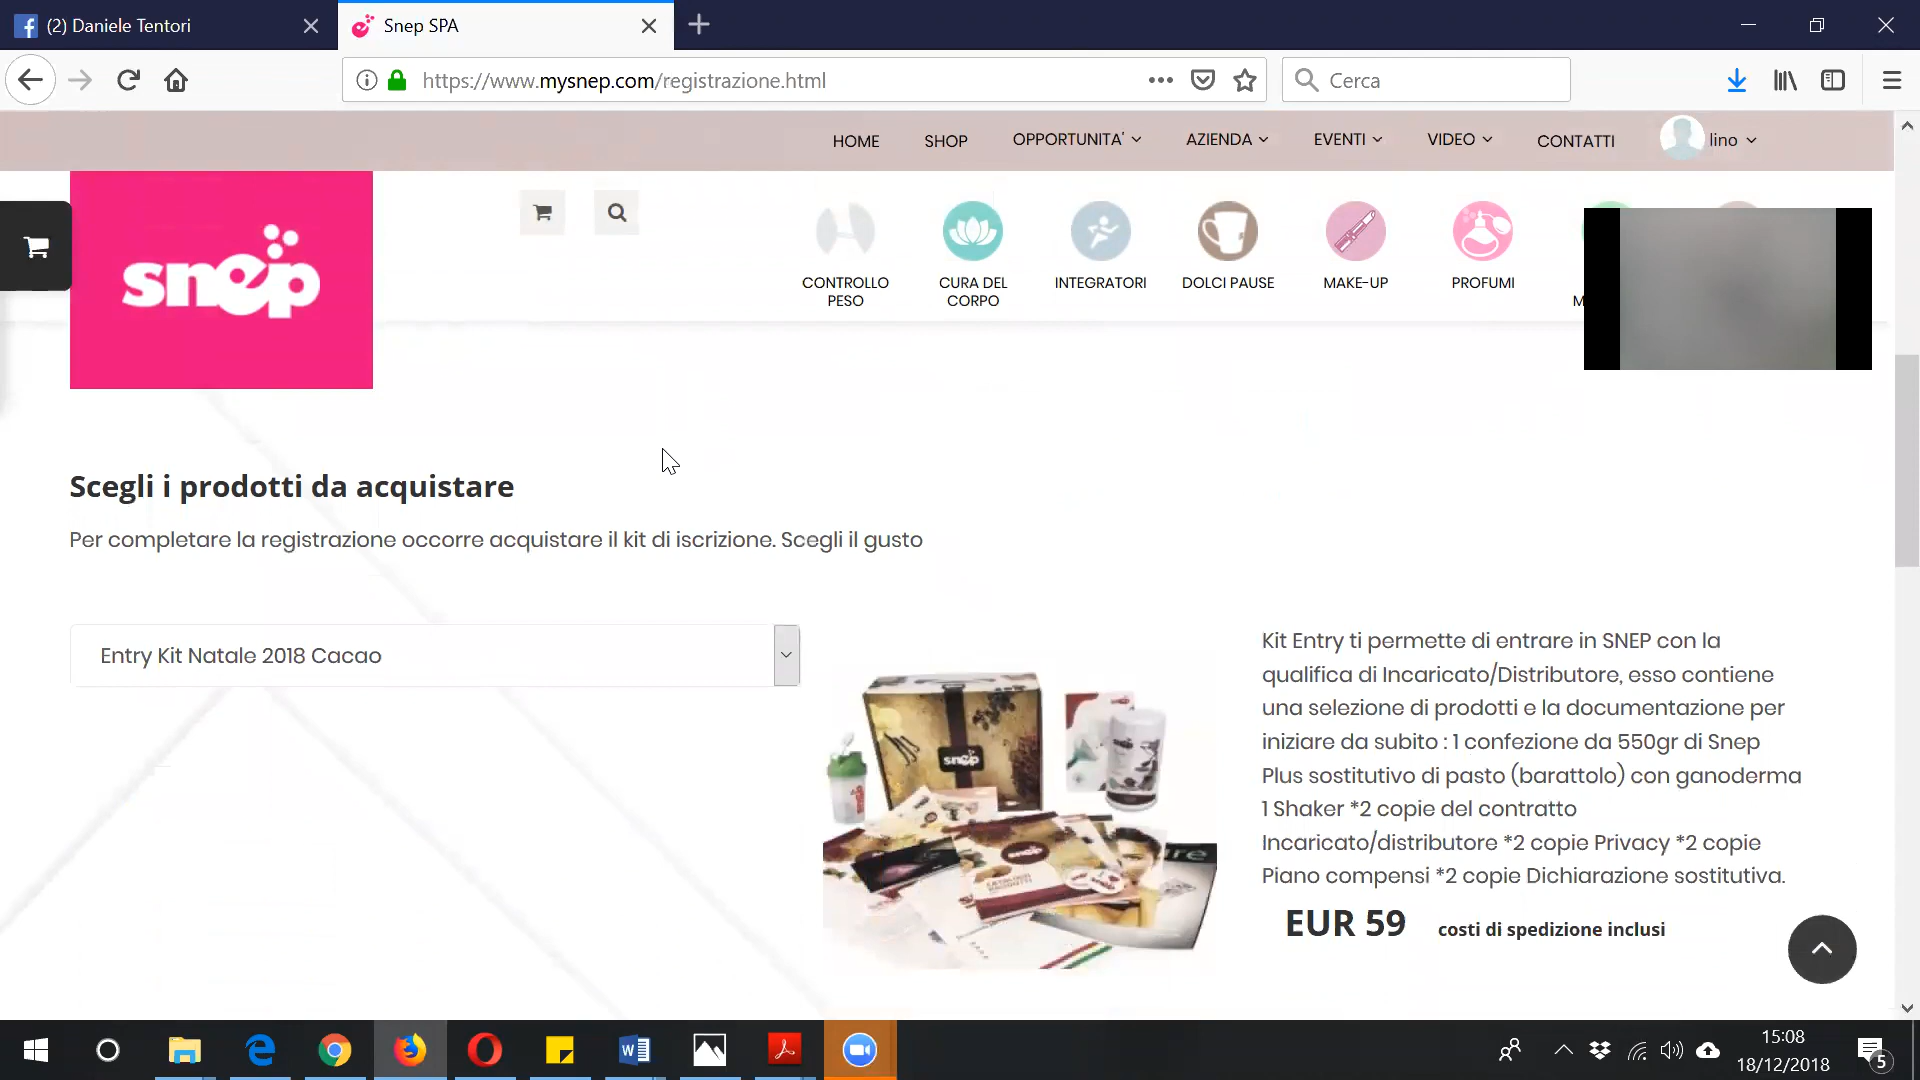 (2) Daniele Tentori
Snep SPA
https://www.mysnep.com/registrazione.html
Cerca
HOME
SHOP
OPPORTUNITA'
AZIENDA
EVENTI
VIDEO
CONTATTI
lino
snep
CONTROLLO
PESO
CURA DEL
CORPO
INTEGRATORI
DOLCI PAUSE
MAKE-UP
PROFUMI
Scegli i prodotti da acquistare
Per completare la registrazione occorre acquistare il kit di iscrizione. Scegli il gusto
Entry Kit Natale 2018 Cacao
snep
snep
Kit Entry ti permette di entrare in SNEP con la
qualifica di Incaricato/Distributore, esso contiene
una selezione di prodotti e la documentazione per
iniziare da subito : 1 confezione da 550gr di Snep
Plus sostitutivo di pasto (barattolo) con ganoderma
1 Shaker *2 copie del contratto
Incaricato/distributore *2 copie Privacy *2 copie
Piano compensi *2 copie Dichiarazione sostitutiva.
EUR 59 costi di spedizione inclusi
15:08
18/12/2018
5